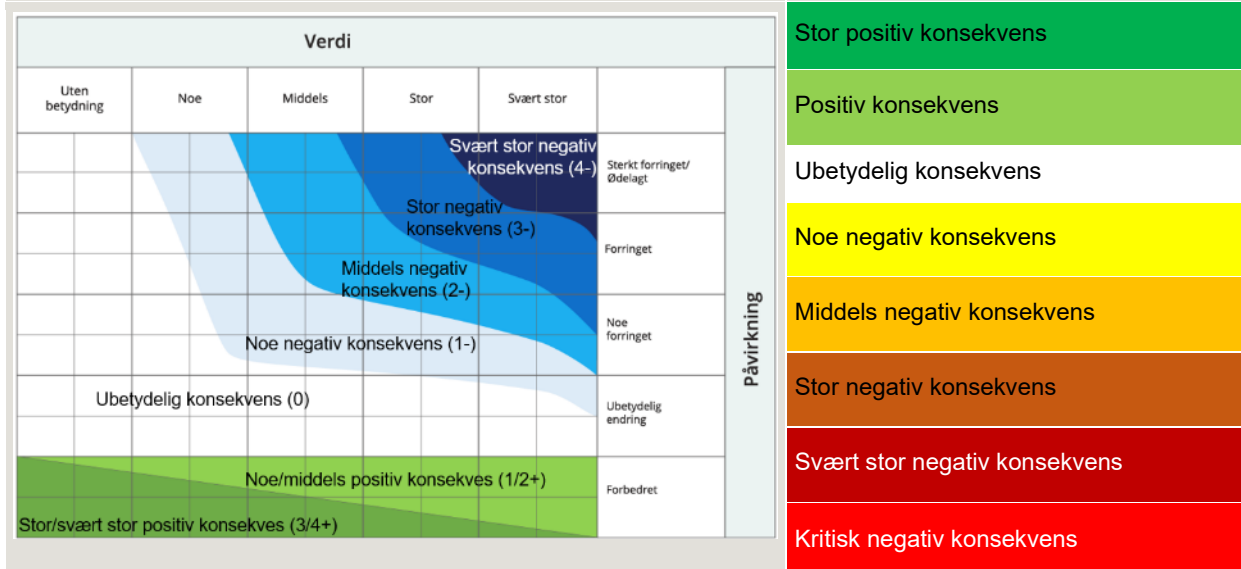 Verdi
Uten
betydning
Noe
Middels
Stor
Svært stor
Påvirkning
Svært stor negativ
konsekvens (4-)
Sterkt forringet/
Ødelagt
Stor negativ
konsekvens (3-)
Forringet
Middels negativ
konsekvens (2-)
Noe
forringet
Noe negativ konsekvens (1-)
Ubetydelig konsekvens (0)
Ubetydelig
endring
Noe/middels positiv konsekves (1/2+)
Forbedret
Stor/svært stor positiv konsekves (3/4+)
Stor positiv konsekvens
Positiv konsekvens
Ubetydelig konsekvens
Noe negativ konsekvens
Middels negativ konsekvens
Stor negativ konsekvens
Svært stor negativ konsekvens
Kritisk negativ konsekvens